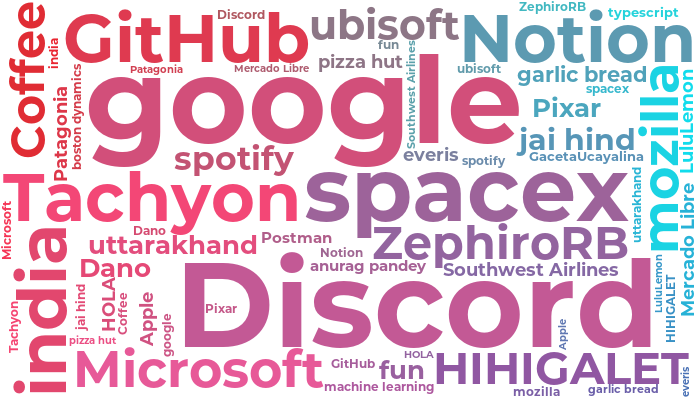 Coffee
india
GitHub
Discord
ubisoft
fun
pizza hut
Southwest Airlines
Notion
ZephiroRB
typescript
ubisoft
garlic bread
spacex
Patagonia
boston dynamics
Patagonia
Mercado Libre
google
Pixar
jai hind
mozilla
LuluLemon
spotify
everis
spotify
GacetaUcayalina
Tachyon
spacex
uttarakhand
Mercado Libre
Microsoft
india
Dano
uttarakhand
Postman
Notion
ZephiroRB
anurag pandey
Southwest Airlines
Dano
Discord
LuluLemon
HIHIGALET
Tachyon
jai hind
HOLA
Coffee
Apple
google
Pixar
Apple
pizza hut
Microsoft
GitHub
HOLA
fun
HIHIGALET
machine learning
mozilla
garlic bread
everis